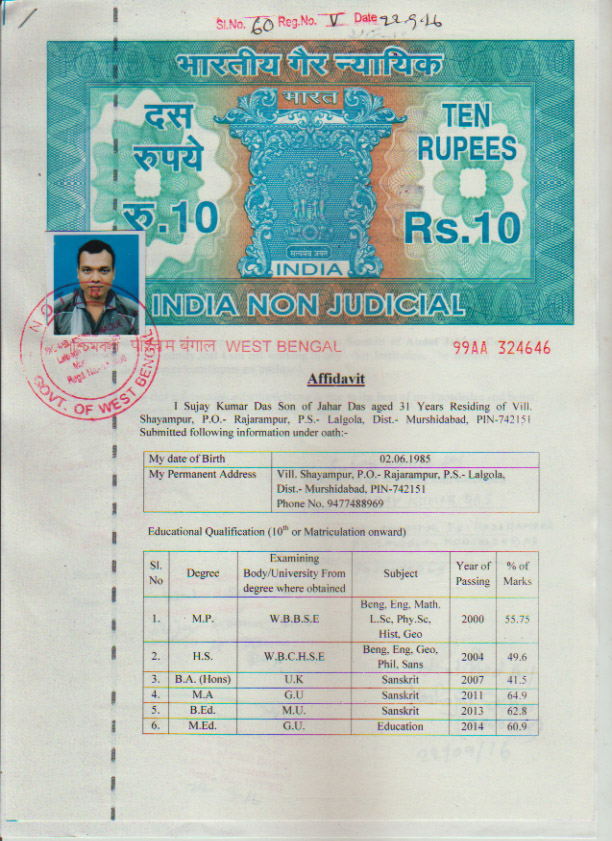 Sl.No. 60 Reg.No. V Date 22-9-16
भारतीय गैर न्यायिक
भारत
दस
रुपये
रु.10
TEN
RUPEES
Rs.10
सत्यमेव जयते
INDIA
INDIA NON JUDICIAL
পশ্চিমবঙ্গ पश्चिम बंगाल WEST BENGAL
99AA 324646
GOVT. OF WEST BENGAL
Affidavit
I Sujay Kumar Das Son of Jahar Das aged 31 Years Residing of Vill.
Shayampur, P.O.- Rajarampur, P.S.- Lalgola, Dist.- Murshidabad, PIN-742151
Submitted following information under oath:-
My date of Birth 02.06.1985
My Permanent Address Vill. Shayampur, P.O.- Rajarampur, P.S.- Lalgola,
Dist.- Murshidabad, PIN-742151
Phone No. 9477488969
Educational Qualification (10th or Matriculation onward)
Sl. No Degree Examining Body/University From degree where obtained Subject Year of Passing % of Marks
1. M.P. W.B.B.S.E Beng, Eng. Math. L.Sc, Phy.Sc, Hist, Geo 2000 55.75
2. H.S. W.B.C.H.S.E Beng, Eng, Geo, Phil, Sans 2004 49.6
3. B.A. (Hons) U.K Sanskrit 2007 41.5
4. M.A G.U Sanskrit 2011 64.9
5. B.Ed. M.U. Sanskrit 2013 62.8
6. M.Ed. G.U. Education 2014 60.9